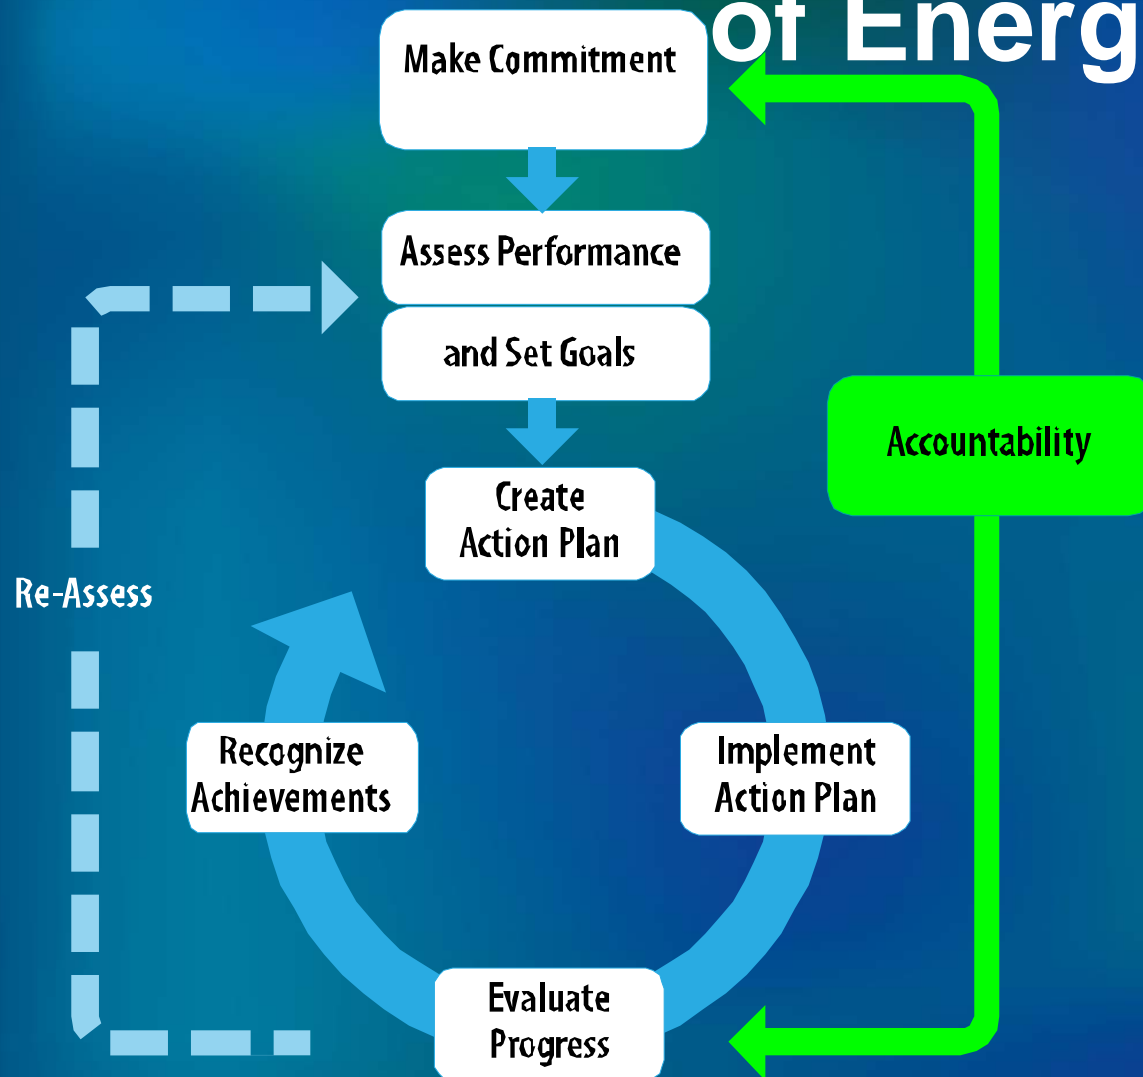 of Energ
Make Commitment
Assess Performance
and Set Goals
Accountability
Create
Action Plan
Re-Assess
Recognize
Achievements
Implement
Action Plan
Evaluate
Progress